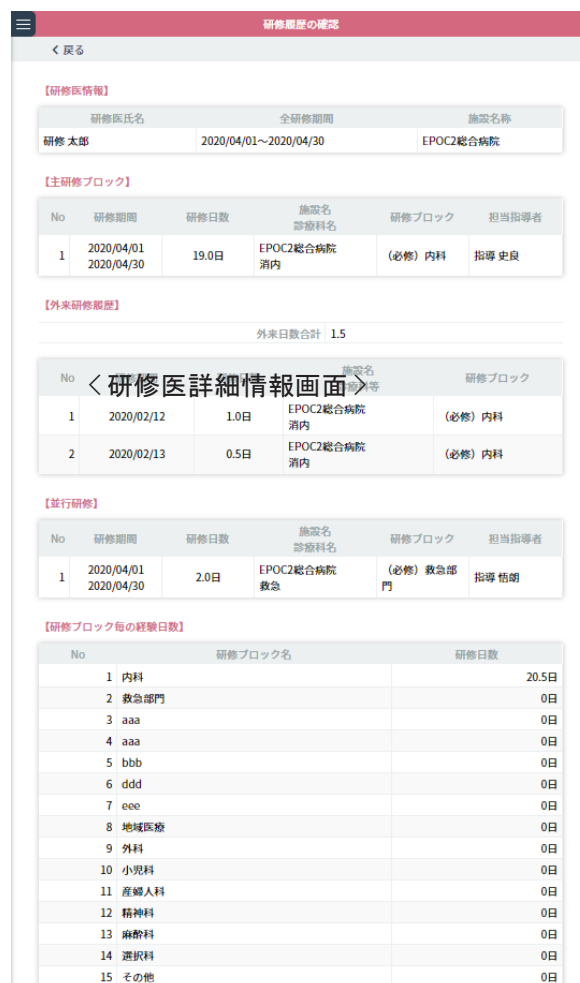 研修履歴の確認
戻る
【研修医情報】
研修医氏名 全研修期間 施設名称
研修 太郎 2020/04/01～2020/04/30 EPOC2総合病院
【主研修ブロック】
No 研修期間 研修日数 施設名 診療科名 研修ブロック 担当指導者
1 2020/04/01 2020/04/30 19.0日 EPOC2総合病院 消内 （必修）内科 指導 史良
【外来研修履歴】
外来日数合計 1.5
＜研修医詳細情報画面＞
No 施設名 研修ブロック
1 2020/02/12 1.0日 EPOC2総合病院 消内 （必修）内科
2 2020/02/13 0.5日 EPOC2総合病院 消内 （必修）内科
【並行研修】
No 研修期間 研修日数 施設名 診療科名 研修ブロック 担当指導者
1 2020/04/01 2020/04/30 2.0日 EPOC2総合病院 救急 （必修）救急部門 指導 悟朗
【研修ブロック毎の経験日数】
No 研修ブロック名 研修日数
1 内科 20.5日
2 救急部門 0日
3 aaa 0日
4 aaa 0日
5 bbb 0日
6 ddd 0日
7 eee 0日
8 地域医療 0日
9 外科 0日
10 小児科 0日
11 産婦人科 0日
12 精神科 0日
13 麻酔科 0日
14 選択科 0日
15 その他 0日